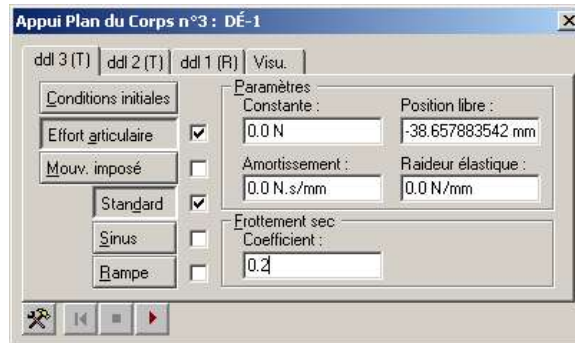 Appui Plan du Corps n°3 : DÉ-1
ddl 3 (T) ddl 2 (T) ddl 1 (R) Visu.
Conditions initiales
Effort articulaire
Mouv. imposé
Standard
Sinus
Rampe
Paramètres
Constante : Position libre :
0.0 N -38.657883542 mm
Amortissement : Raideur élastique :
0.0 N.s/mm 0.0 N/mm
Frottement sec
Coefficient :
0.2